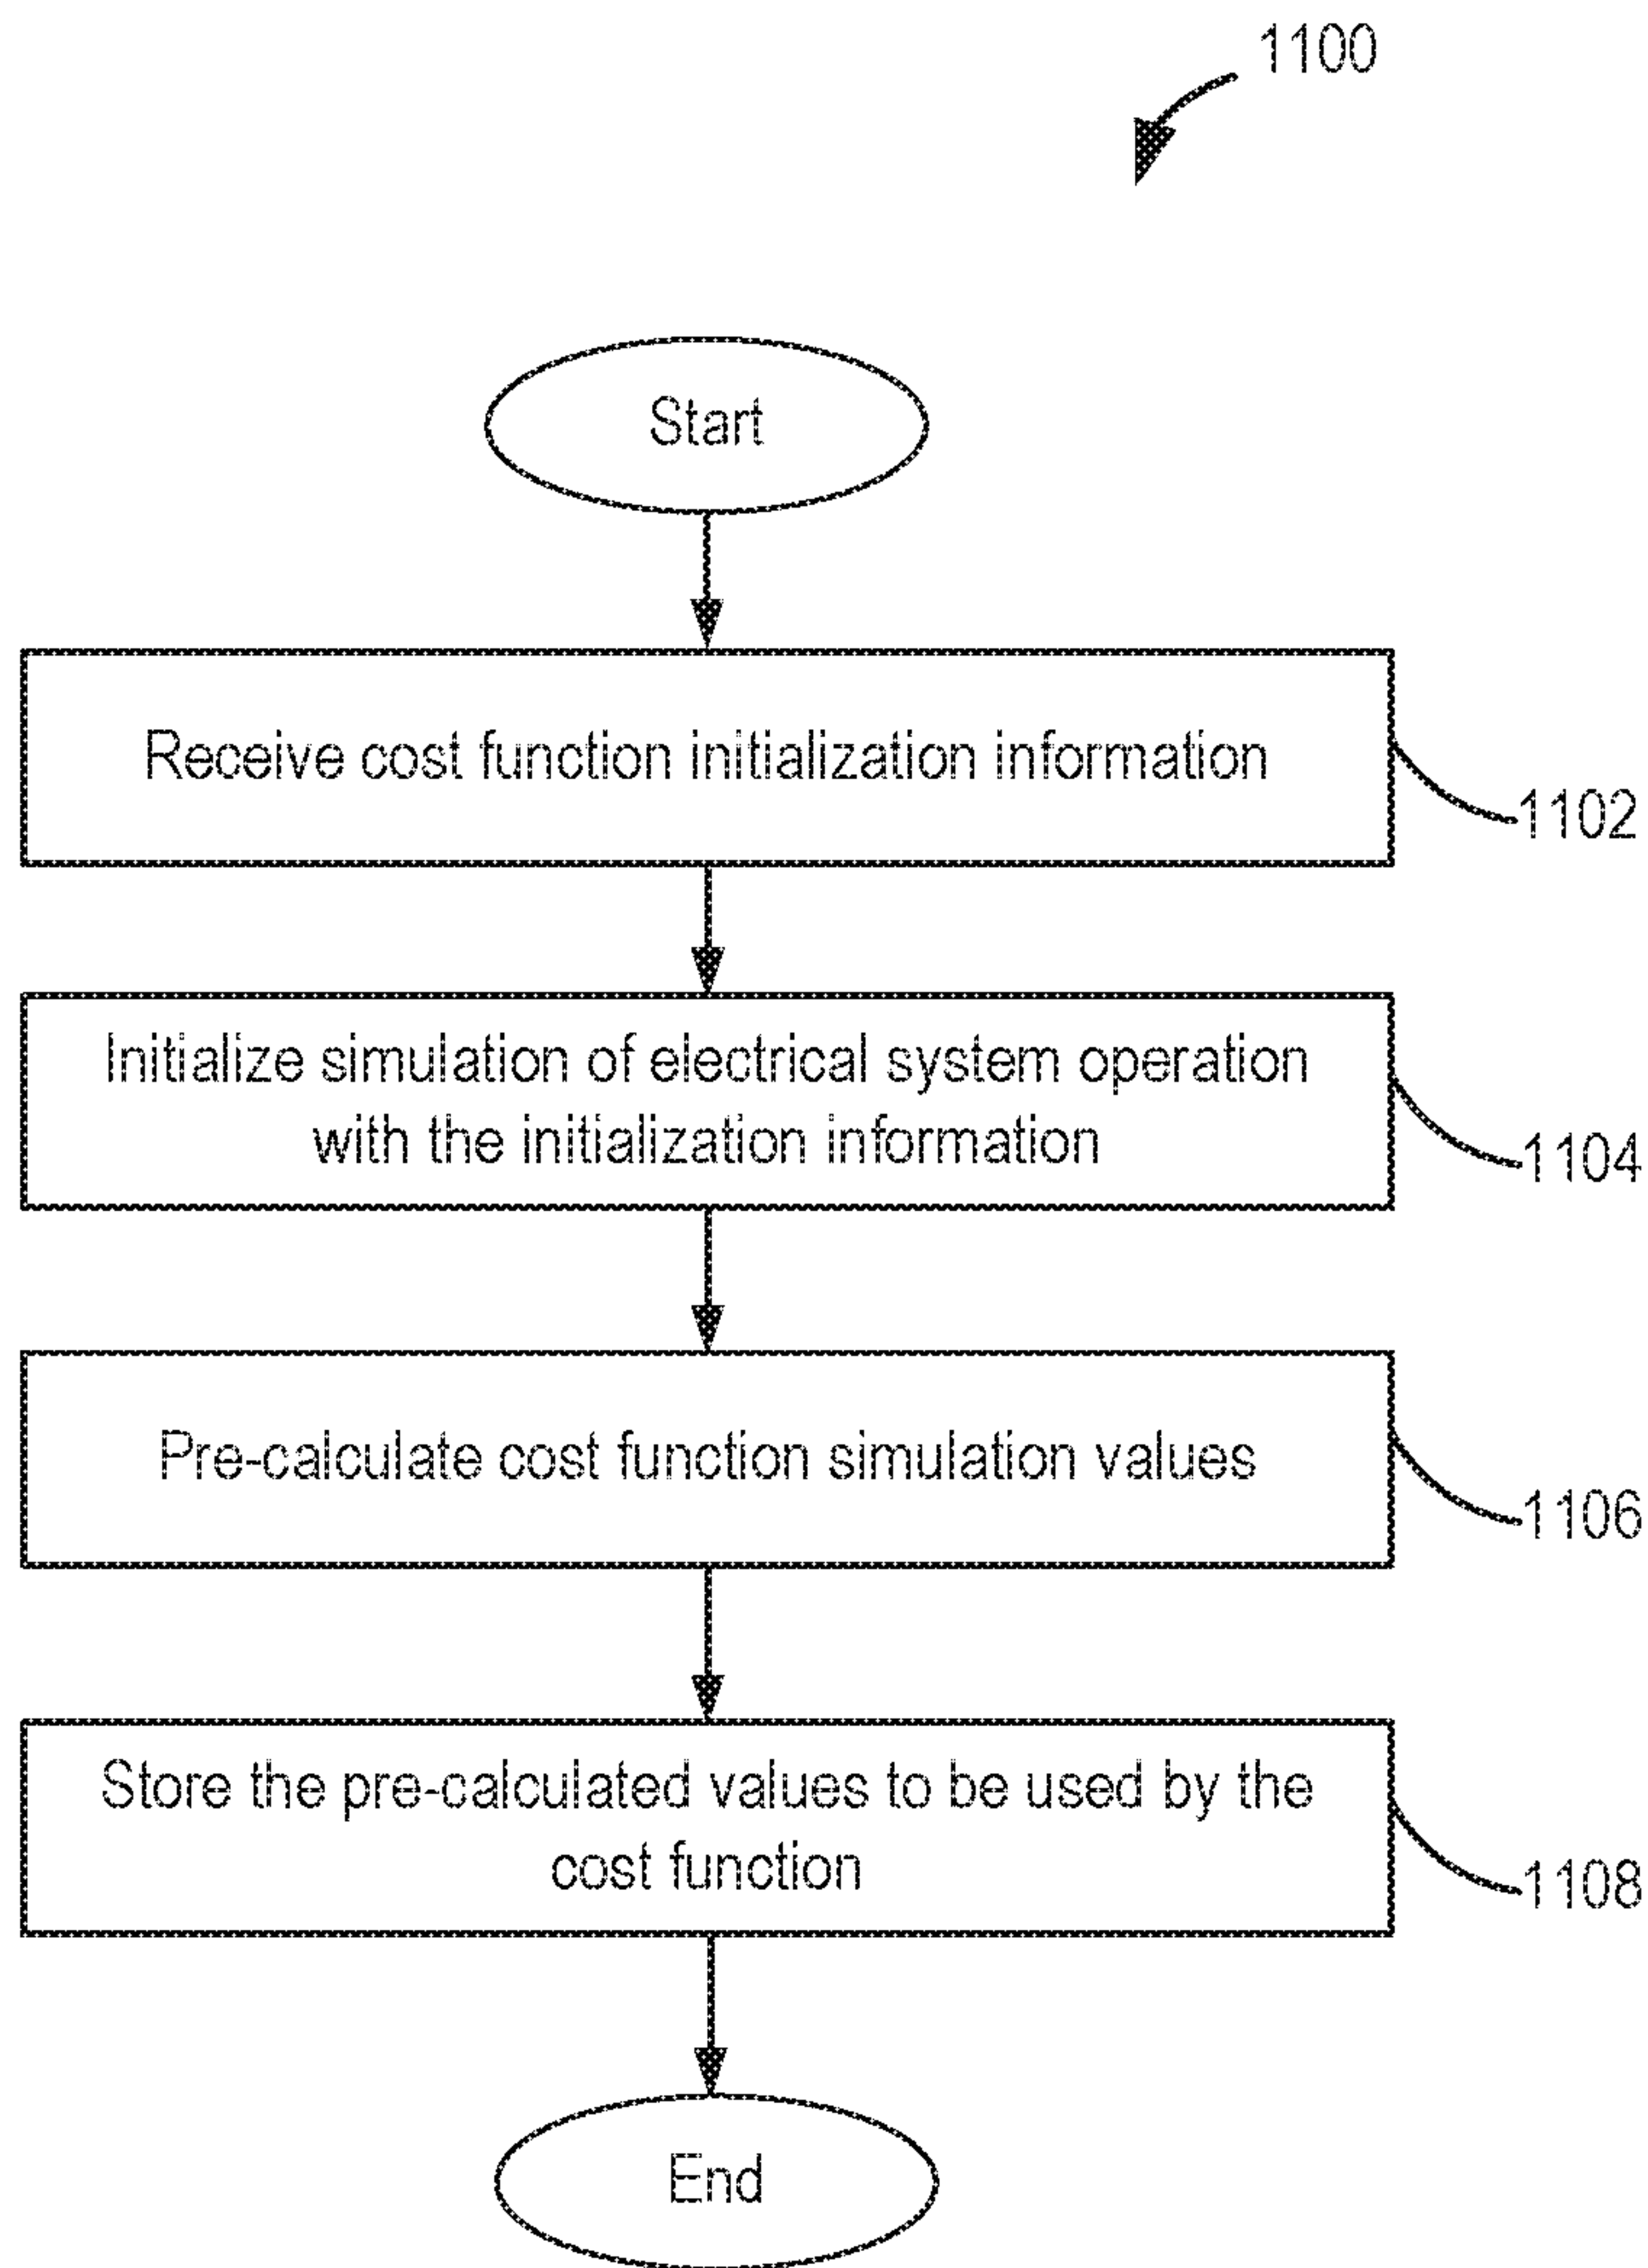 1100
Start
Receive cost function initialization information
1102
Initialize simulation of electrical system operation
with the initialization information
1104
Pre-calculate cost function simulation values
1106
Store the pre-calculated values to be used by the
cost function
1108
End